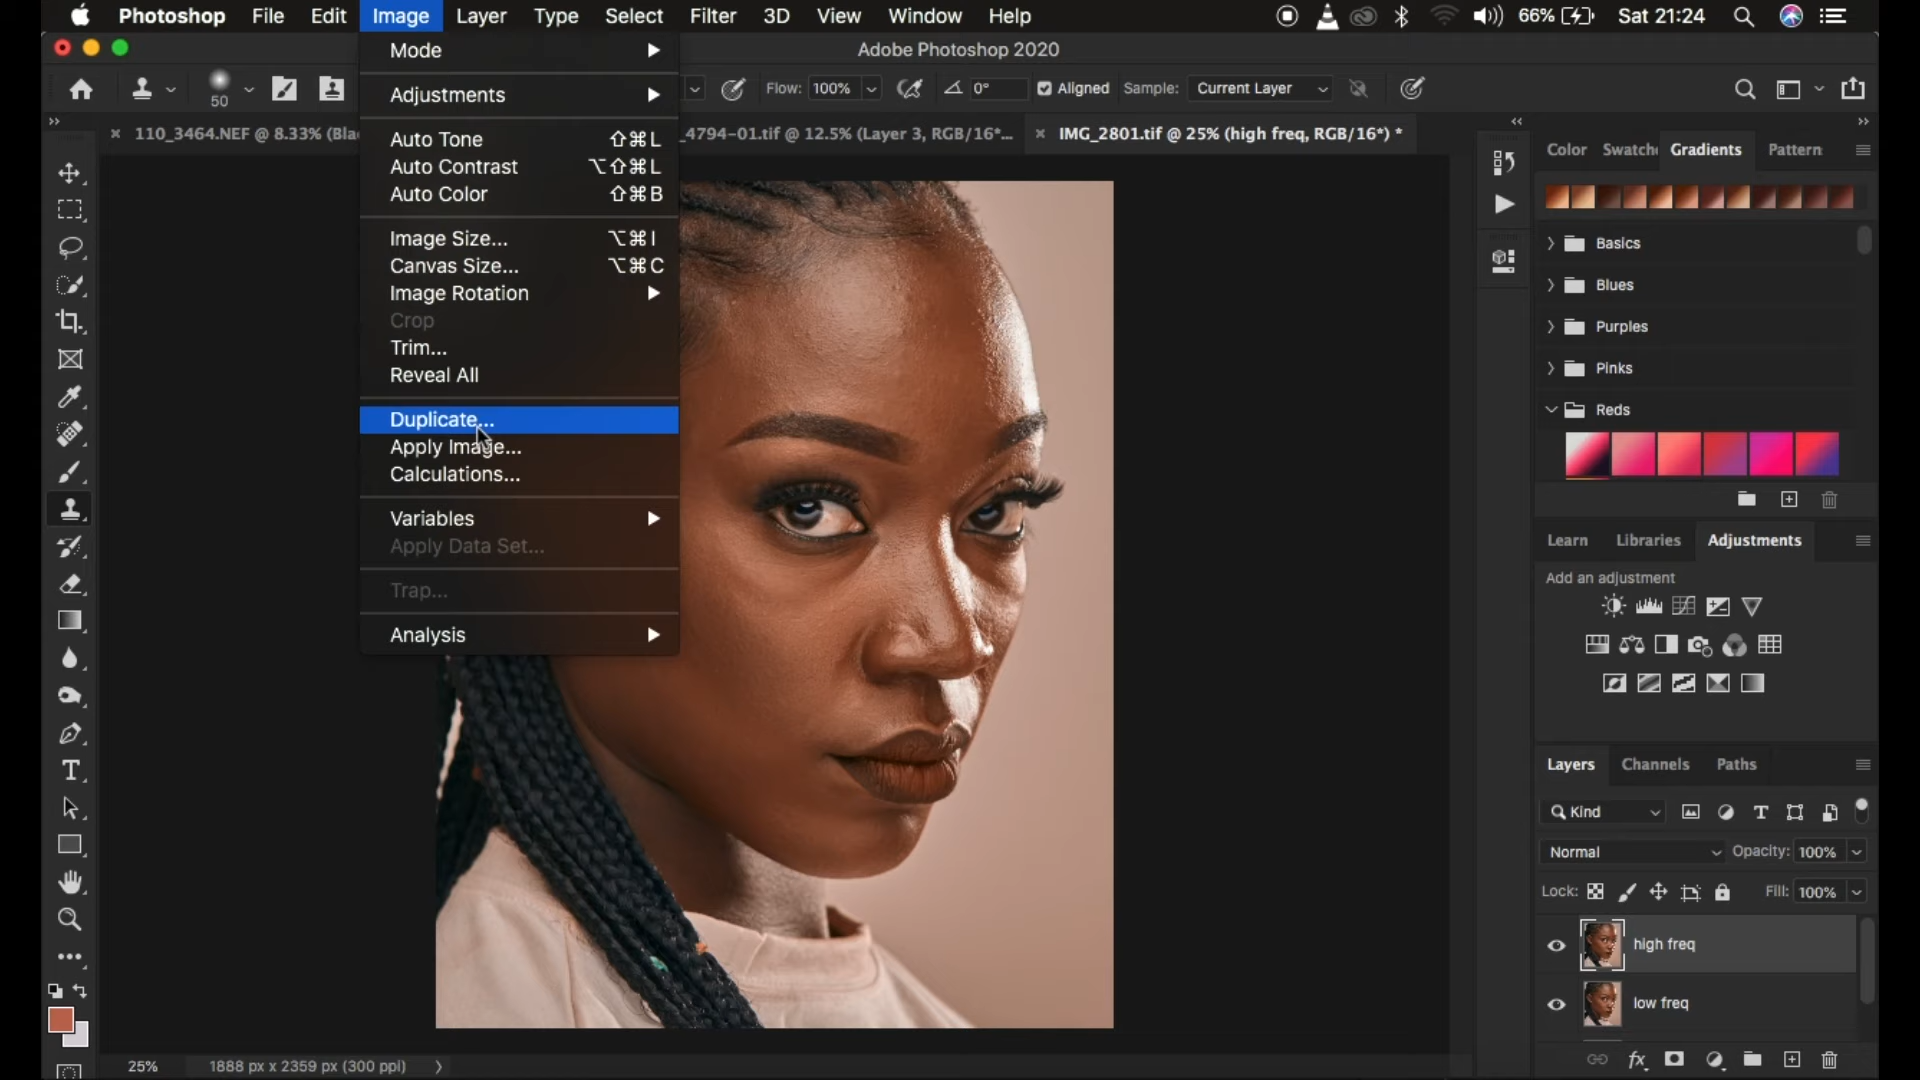 Photoshop File Edit Image Layer Type Select Filter 3D View Window Help 66% Sat 21:24
Adobe Photoshop 2020
50 Flow: 100% 0° Aligned Sample: Current Layer
110_3464.NEF @ 8.33% (Bla _4794-01.tif @ 12.5% (Layer 3, RGB/16*... IMG_2801.tif @ 25% (high freq, RGB/16*) *
Mode
Adjustments
Auto Tone ⇧⌘L
Auto Contrast ⌥⇧⌘L
Auto Color ⇧⌘B
Image Size... ⌥⌘I
Canvas Size... ⌥⌘C
Image Rotation
Crop
Trim...
Reveal All
Duplicate...
Apply Image...
Calculations...
Variables
Apply Data Set...
Trap...
Analysis
Color Swatche Gradients Pattern
Basics
Blues
Purples
Pinks
Reds
Learn Libraries Adjustments
Add an adjustment
Layers Channels Paths
Kind
Normal Opacity: 100%
Lock: Fill: 100%
high freq
low freq
25% 1888 px x 2359 px (300 ppi)